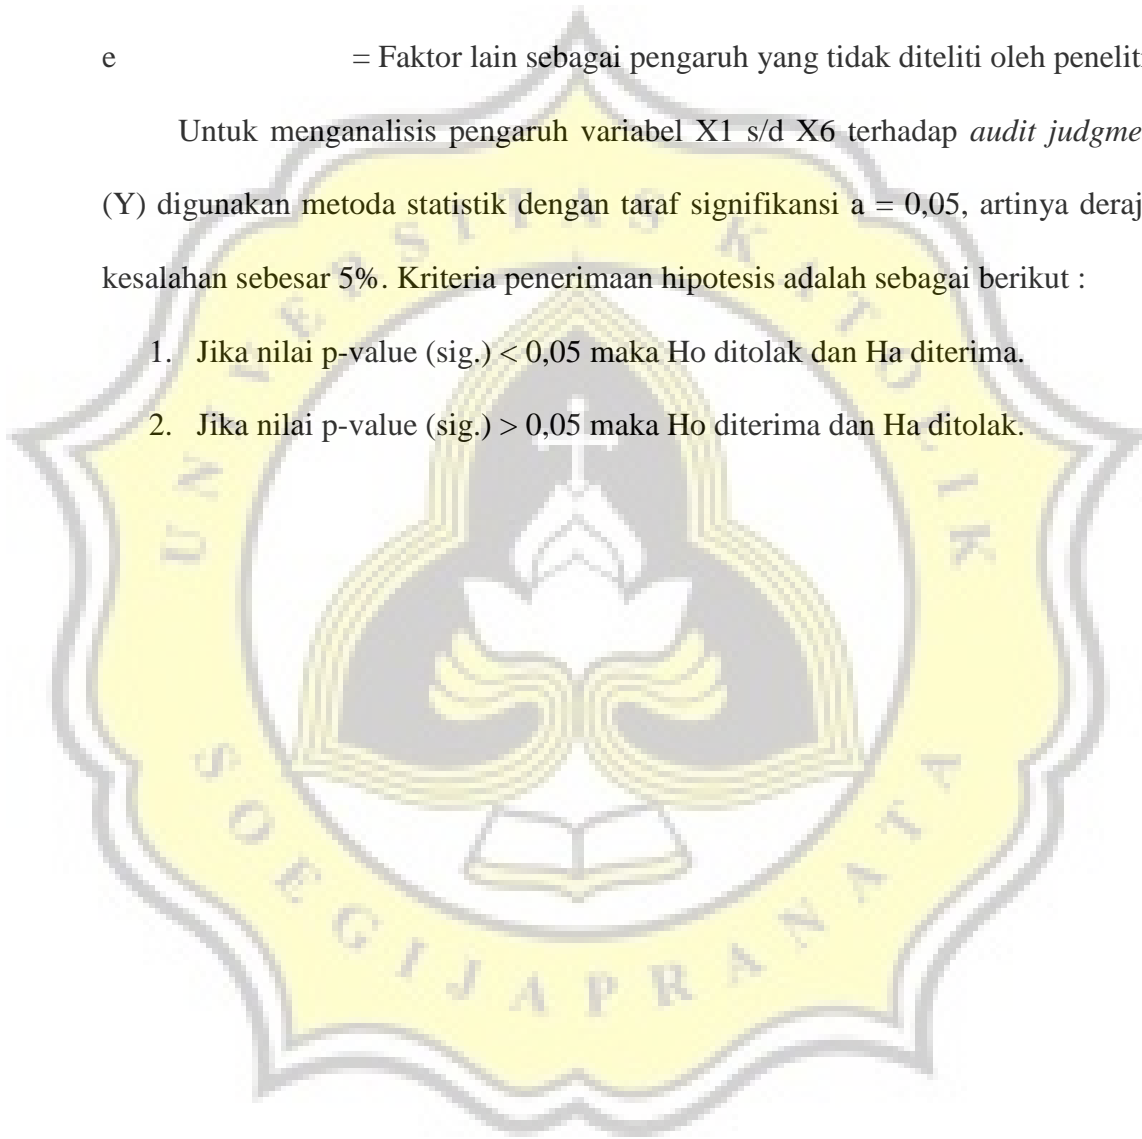 e = Faktor lain sebagai pengaruh yang tidak diteliti oleh penelit
Untuk menganalisis pengaruh variabel X1 s/d X6 terhadap audit judgme
(Y) digunakan metoda statistik dengan taraf signifikansi a = 0,05, artinya deraj
kesalahan sebesar 5%. Kriteria penerimaan hipotesis adalah sebagai berikut :
1. Jika nilai p-value (sig.) < 0,05 maka Ho ditolak dan Ha diterima.
2. Jika nilai p-value (sig.) > 0,05 maka Ho diterima dan Ha ditolak.
UNIVERSITAS KATOLIK
SOEGIJAPRANATA